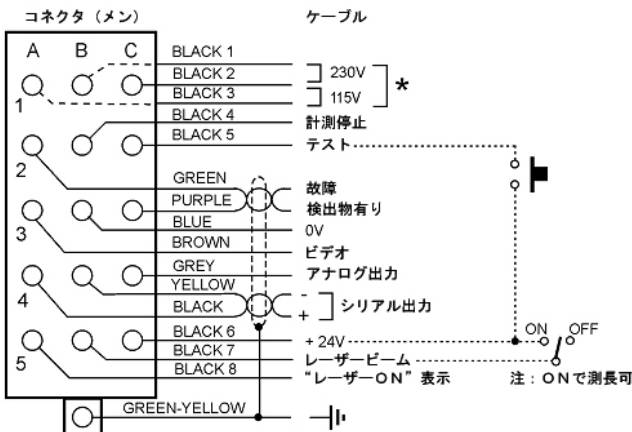 コネクタ（メン） ケーブル
A B C
BLACK 1
BLACK 2 230V
1 BLACK 3 115V *
BLACK 4 計測停止
BLACK 5 テスト
2
GREEN 故障
PURPLE 検出物有り
BLUE 0V
3 BROWN ビデオ
GREY アナログ出力
YELLOW -
4 BLACK + シリアル出力
BLACK 6 +24V ON OFF
BLACK 7 レーザービーム
5 BLACK 8 “レーザーON”表示 注：ONで測長可
GREEN-YELLOW